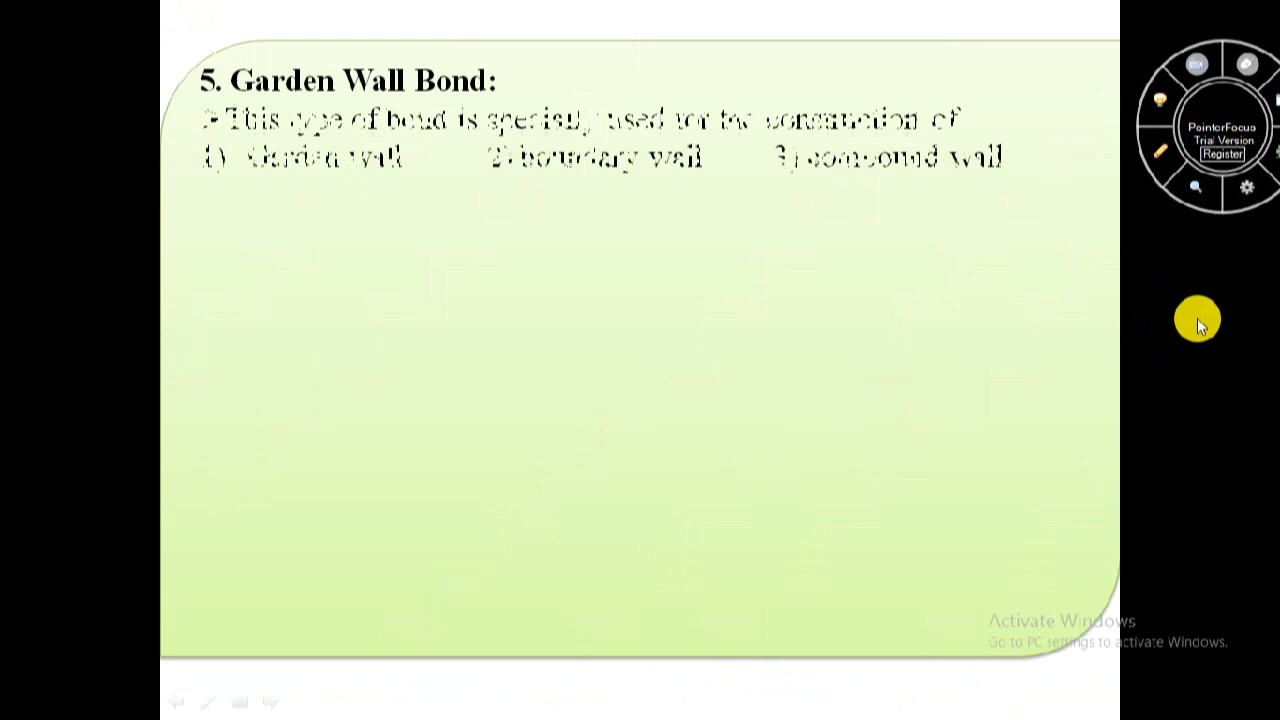 5. Garden Wall Bond:
➢This type of bond is specially used for the construction of
1) Garden wall 2) boundary wall 3) compound wall
PointerFocus
Trial Version
Register
Activate Windows
Go to PC settings to activate Windows.